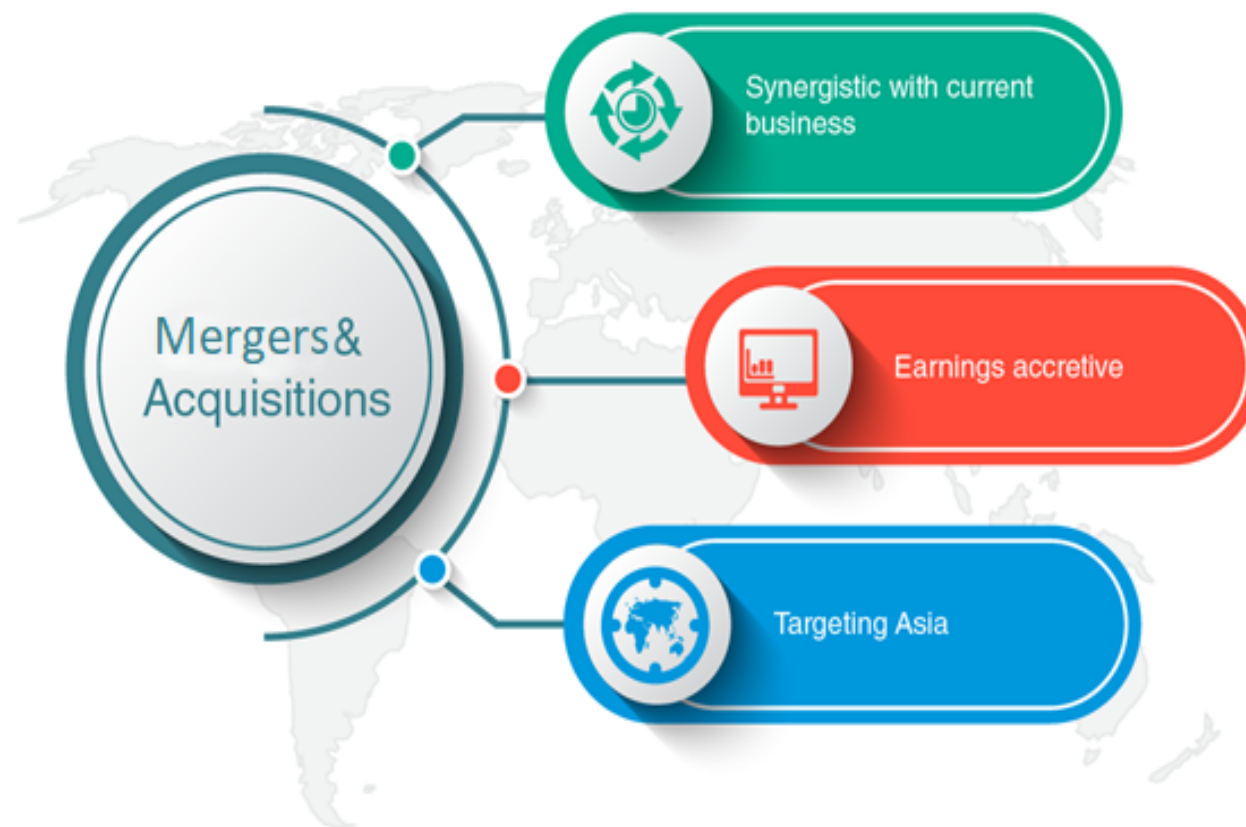 Mergers&
Acquisitions
Synergistic with current
business
Earnings accretive
Targeting Asia